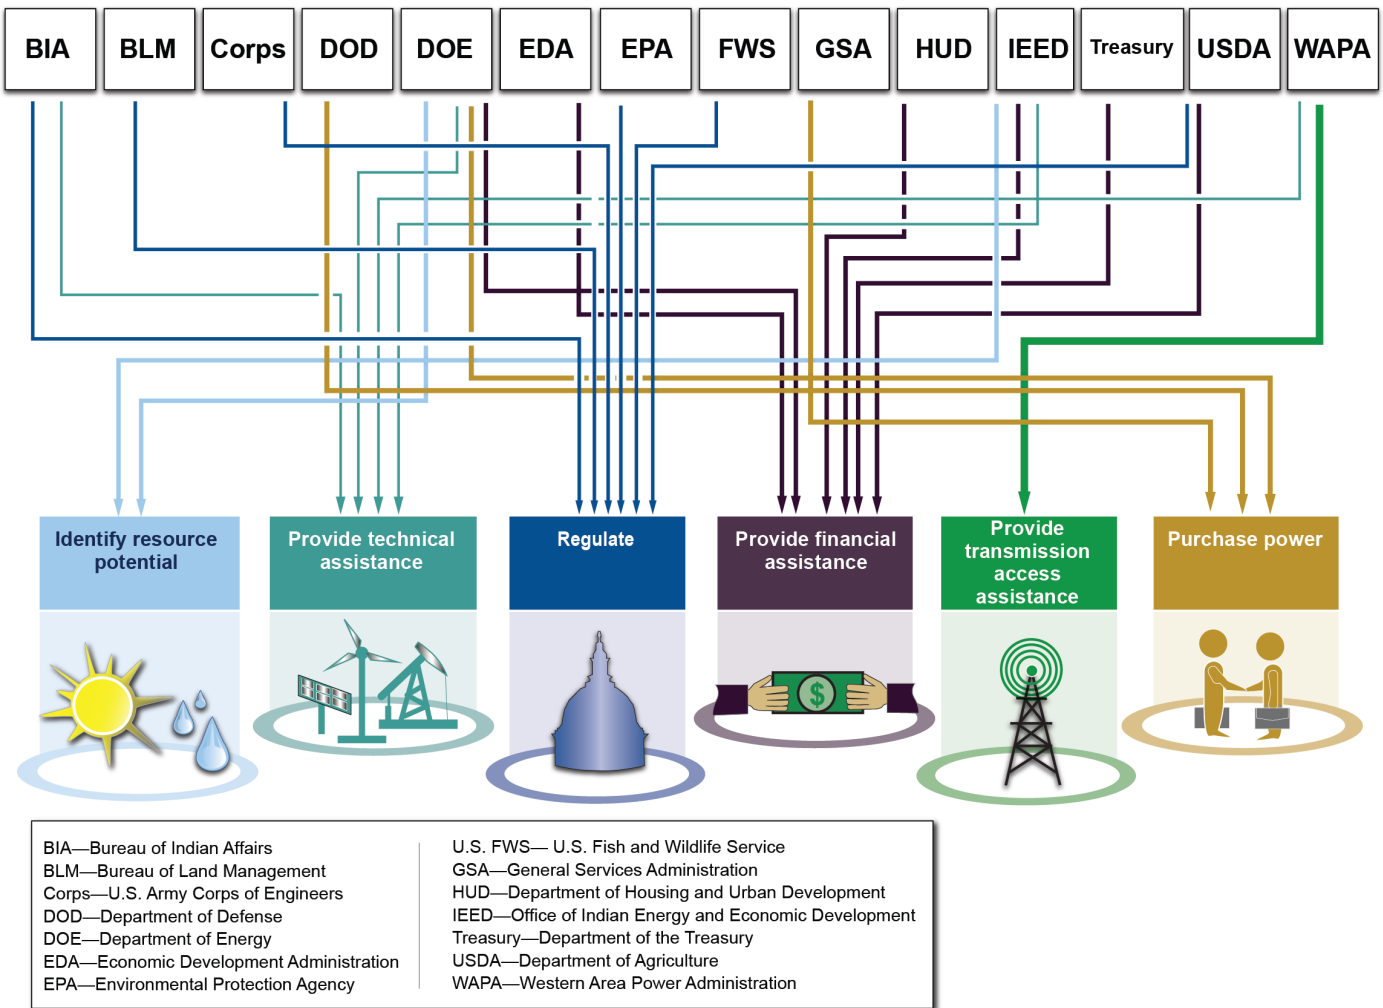 BIA BLM Corps DOD DOE EDA EPA FWS GSA HUD IEED Treasury USDA WAPA
Identify resource
potential
Provide technical
assistance
Regulate
Provide financial
assistance
Provide
transmission
access
assistance
Purchase power
$
BIA—Bureau of Indian Affairs
BLM—Bureau of Land Management
Corps—U.S. Army Corps of Engineers
DOD—Department of Defense
DOE—Department of Energy
EDA—Economic Development Administration
EPA—Environmental Protection Agency
U.S. FWS— U.S. Fish and Wildlife Service
GSA—General Services Administration
HUD—Department of Housing and Urban Development
IEED—Office of Indian Energy and Economic Development
Treasury—Department of the Treasury
USDA—Department of Agriculture
WAPA—Western Area Power Administration